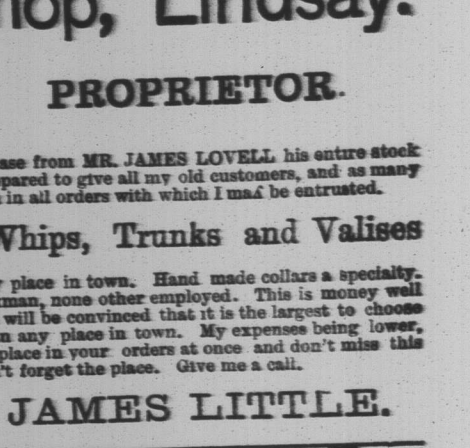 hop, Lindsay.
PROPRIETOR.
ase from MR. JAMES LOVELL his entire stock
pared to give all my old customers, and as many
in all orders with which I may be entrusted.
Whips, Trunks and Valises
place in town. Hand made collars a specialty.
man, none other employed. This is money well
will be convinced that it is the largest to choose
n any place in town. My expenses being lower,
place in your orders at once and don't miss this
't forget the place. Give me a call.
JAMES LITTLE.